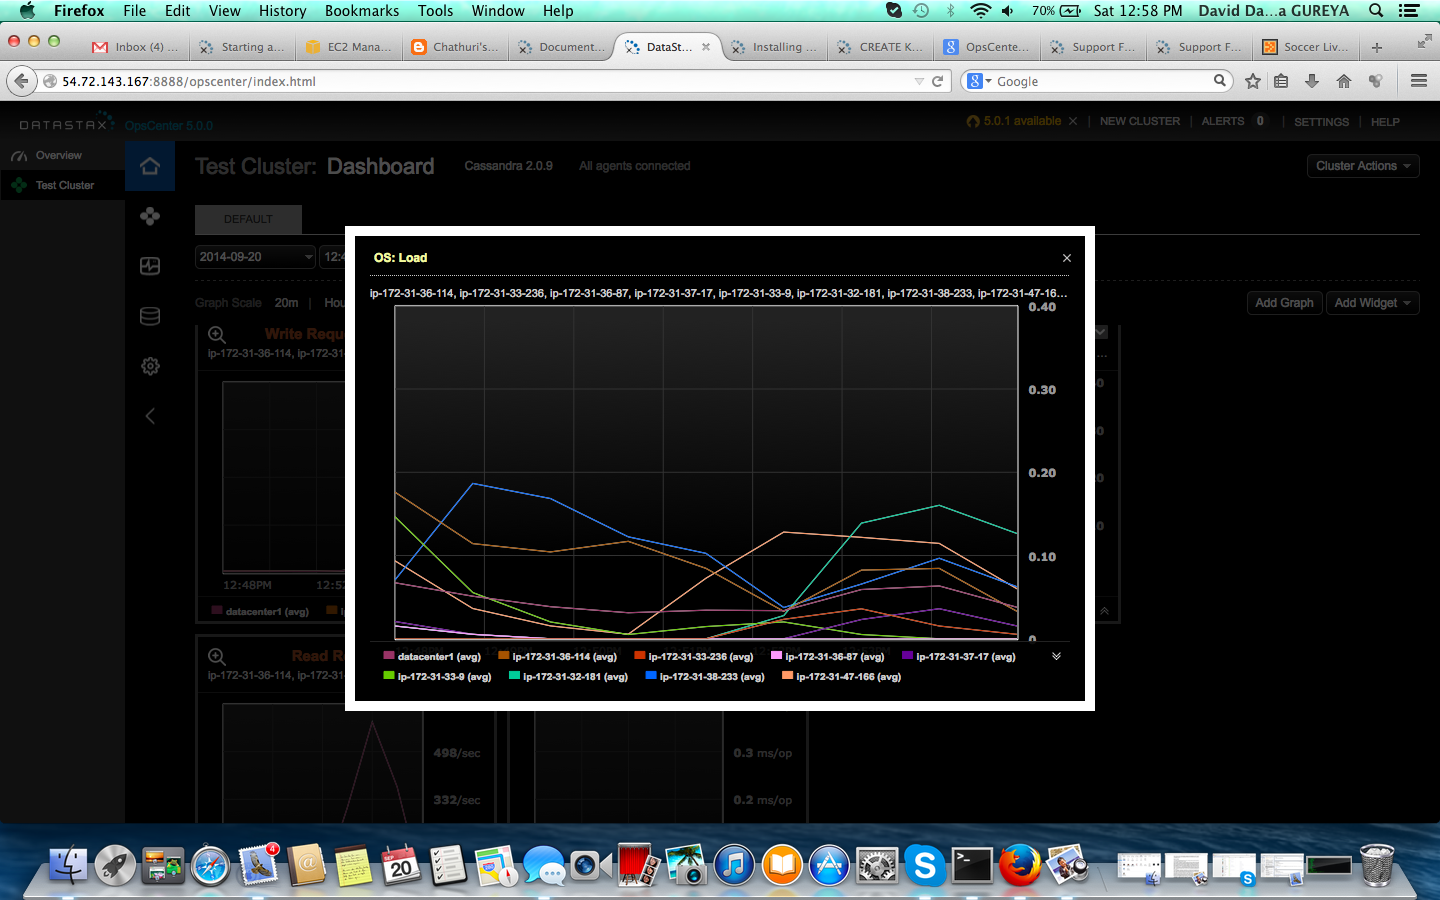 Firefox File Edit View History Bookmarks Tools Window Help 70% Sat 12:58 PM David Da...a GUREYA
Inbox (4) ... Starting a... EC2 Mana... Chathuri's... Document... DataSt... Installing ... CREATE K... OpsCente... Support F... Support F... Soccer Liv...
54.72.143.167:8888/opscenter/index.html Google
DATASTAX OpsCenter 5.0.0 5.0.1 available NEW CLUSTER ALERTS 0 SETTINGS HELP
Overview
Test Cluster
Test Cluster: Dashboard Cassandra 2.0.9 All agents connected Cluster Actions
DEFAULT
2014-09-20 12:4
Graph Scale 20m Hou Add Graph Add Widget
Write Requ
ip-172-31-36-114, ip-172-31
12:48PM 12:52
datacenter1 (avg)
OS: Load
ip-172-31-36-114, ip-172-31-33-236, ip-172-31-36-87, ip-172-31-37-17, ip-172-31-33-9, ip-172-31-32-181, ip-172-31-38-233, ip-172-31-47-16...
0.40
0.30
0.20
0.10
0
datacenter1 (avg) ip-172-31-36-114 (avg) ip-172-31-33-236 (avg) ip-172-31-36-87 (avg) ip-172-31-37-17 (avg)
ip-172-31-33-9 (avg) ip-172-31-32-181 (avg) ip-172-31-38-233 (avg) ip-172-31-47-166 (avg)
Read Re
ip-172-31-36-114, ip-172-31
498/sec 0.3 ms/op
332/sec 0.2 ms/op
4
SEP
20